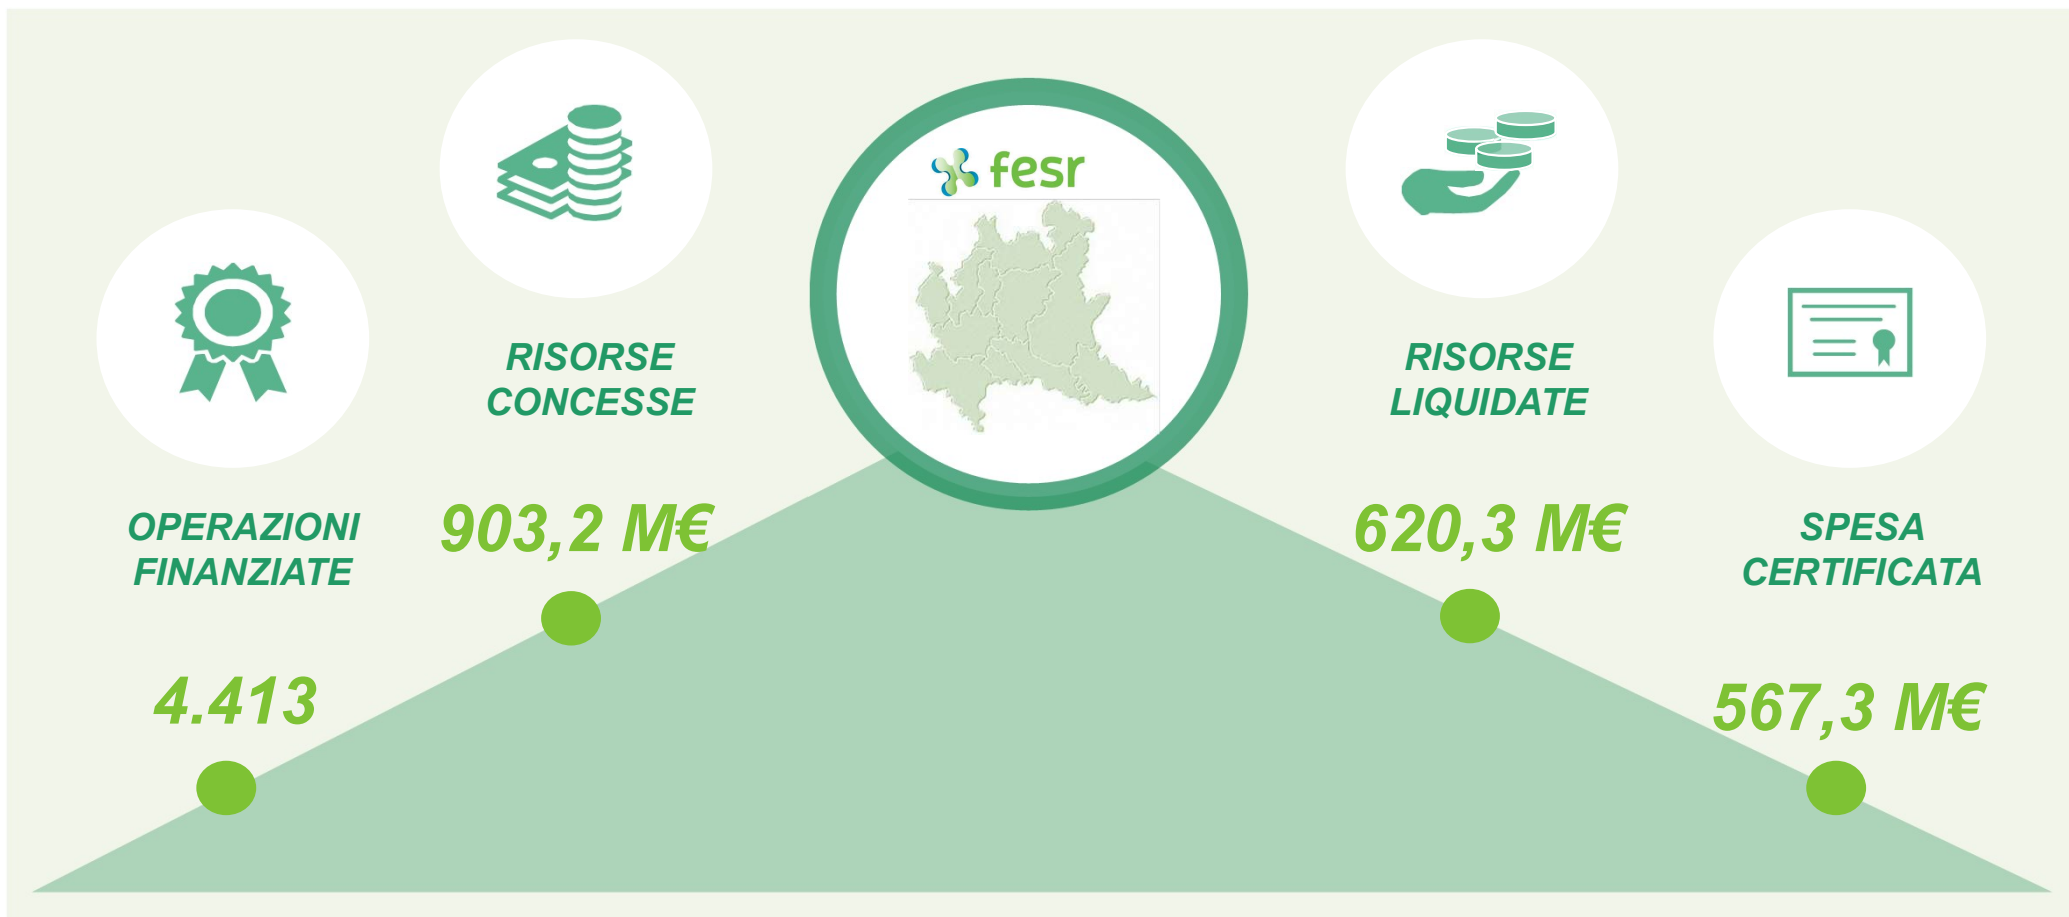 fesr
OPERAZIONI
FINANZIATE
4.413
RISORSE
CONCESSE
903,2 M€
RISORSE
LIQUIDATE
620,3 M€
SPESA
CERTIFICATA
567,3 M€